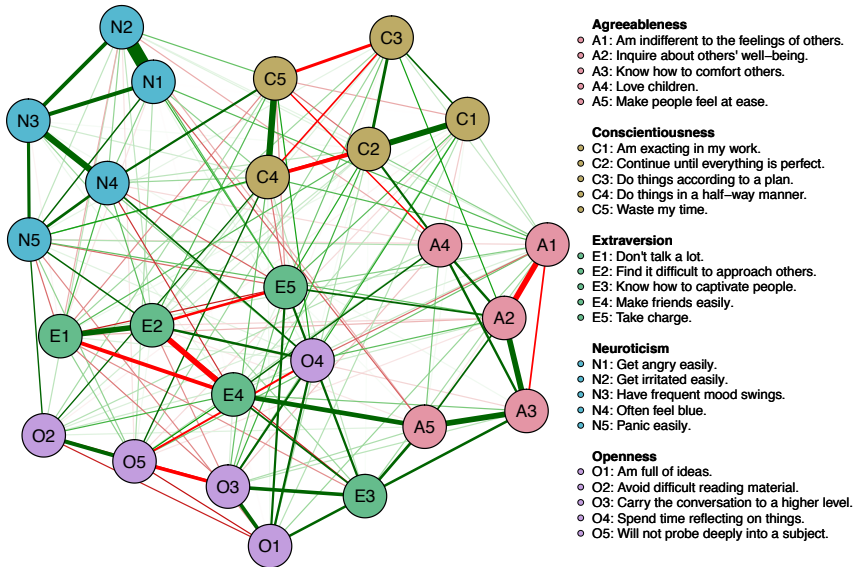 N2
C3
N1
C5
N3
C1
C2
N4
C4
N5
A4
A1
E5
A2
E2
E1
O4
E4
A3
A5
O2
O5
O3
E3
O1
Agreeableness
A1: Am indifferent to the feelings of others.
A2: Inquire about others' well−being.
A3: Know how to comfort others.
A4: Love children.
A5: Make people feel at ease.
Conscientiousness
C1: Am exacting in my work.
C2: Continue until everything is perfect.
C3: Do things according to a plan.
C4: Do things in a half−way manner.
C5: Waste my time.
Extraversion
E1: Don't talk a lot.
E2: Find it difficult to approach others.
E3: Know how to captivate people.
E4: Make friends easily.
E5: Take charge.
Neuroticism
N1: Get angry easily.
N2: Get irritated easily.
N3: Have frequent mood swings.
N4: Often feel blue.
N5: Panic easily.
Openness
O1: Am full of ideas.
O2: Avoid difficult reading material.
O3: Carry the conversation to a higher level.
O4: Spend time reflecting on things.
O5: Will not probe deeply into a subject.